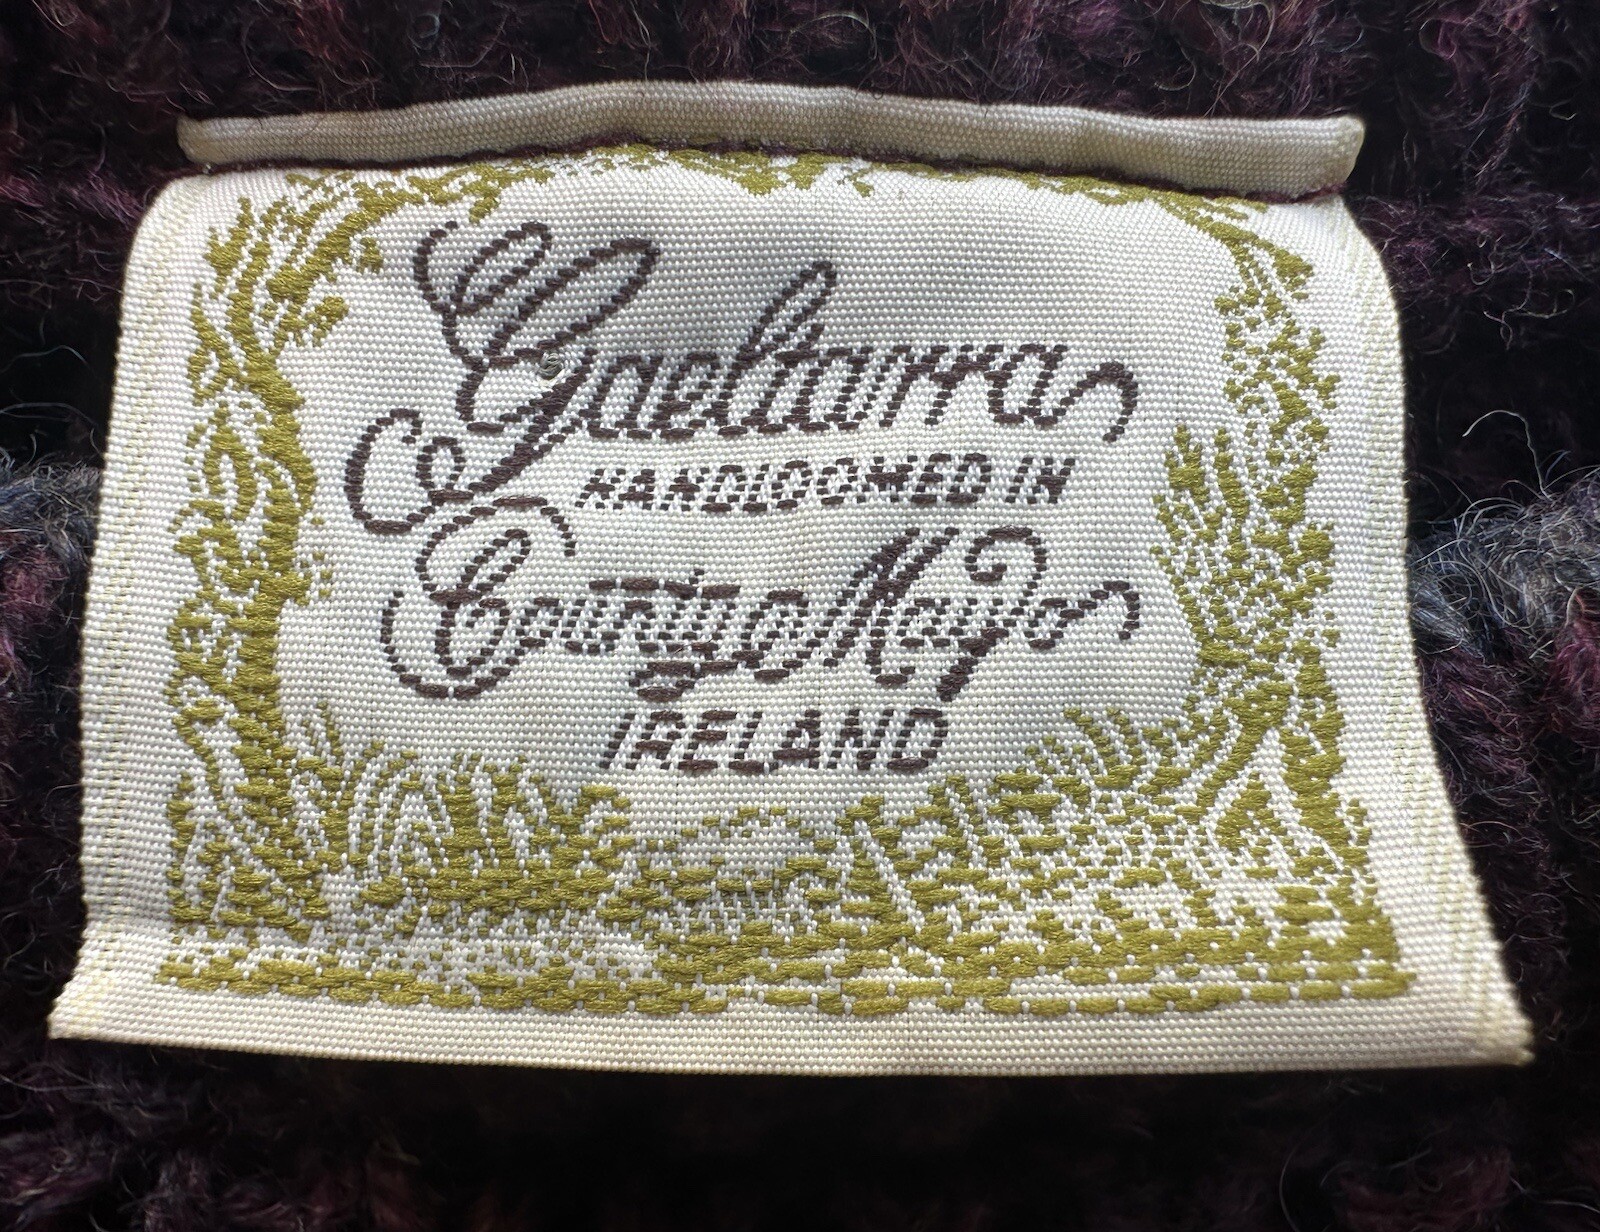 Gaeltarra
HANDLOOMED IN
County Mayo
IRELAND